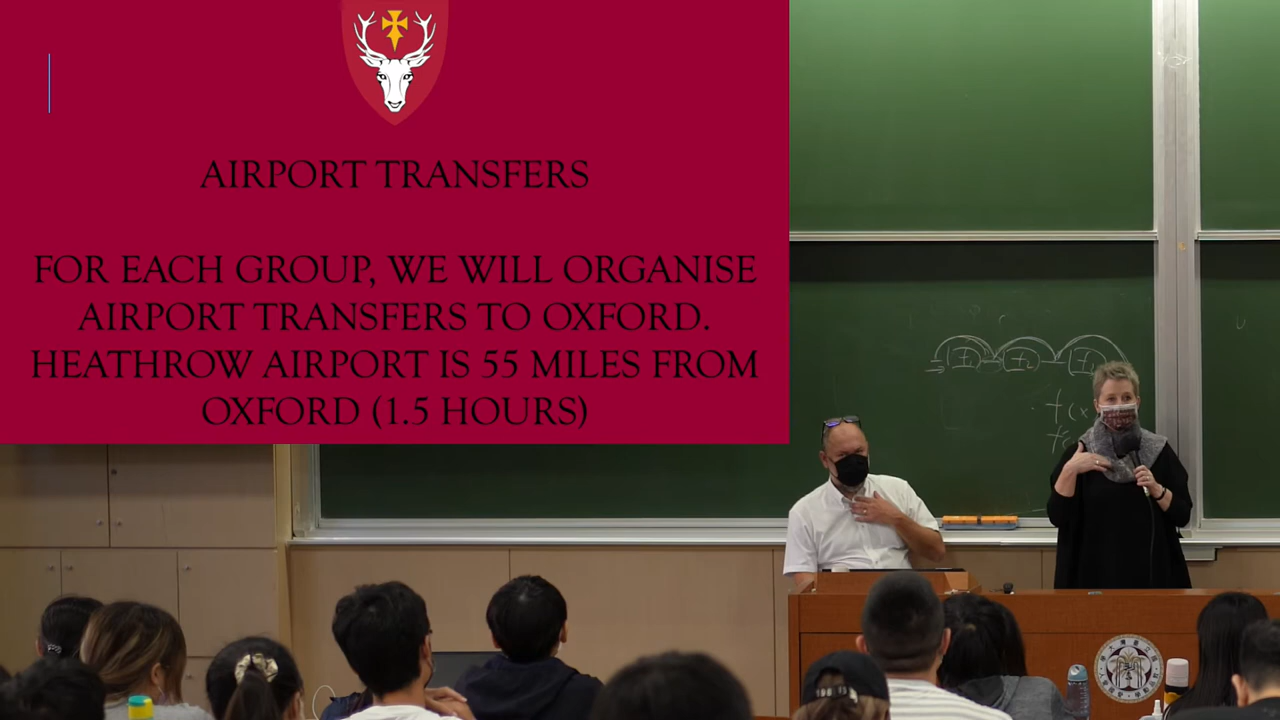 AIRPORT TRANSFERS
FOR EACH GROUP, WE WILL ORGANISE
AIRPORT TRANSFERS TO OXFORD.
HEATHROW AIRPORT IS 55 MILES FROM
OXFORD (1.5 HOURS)